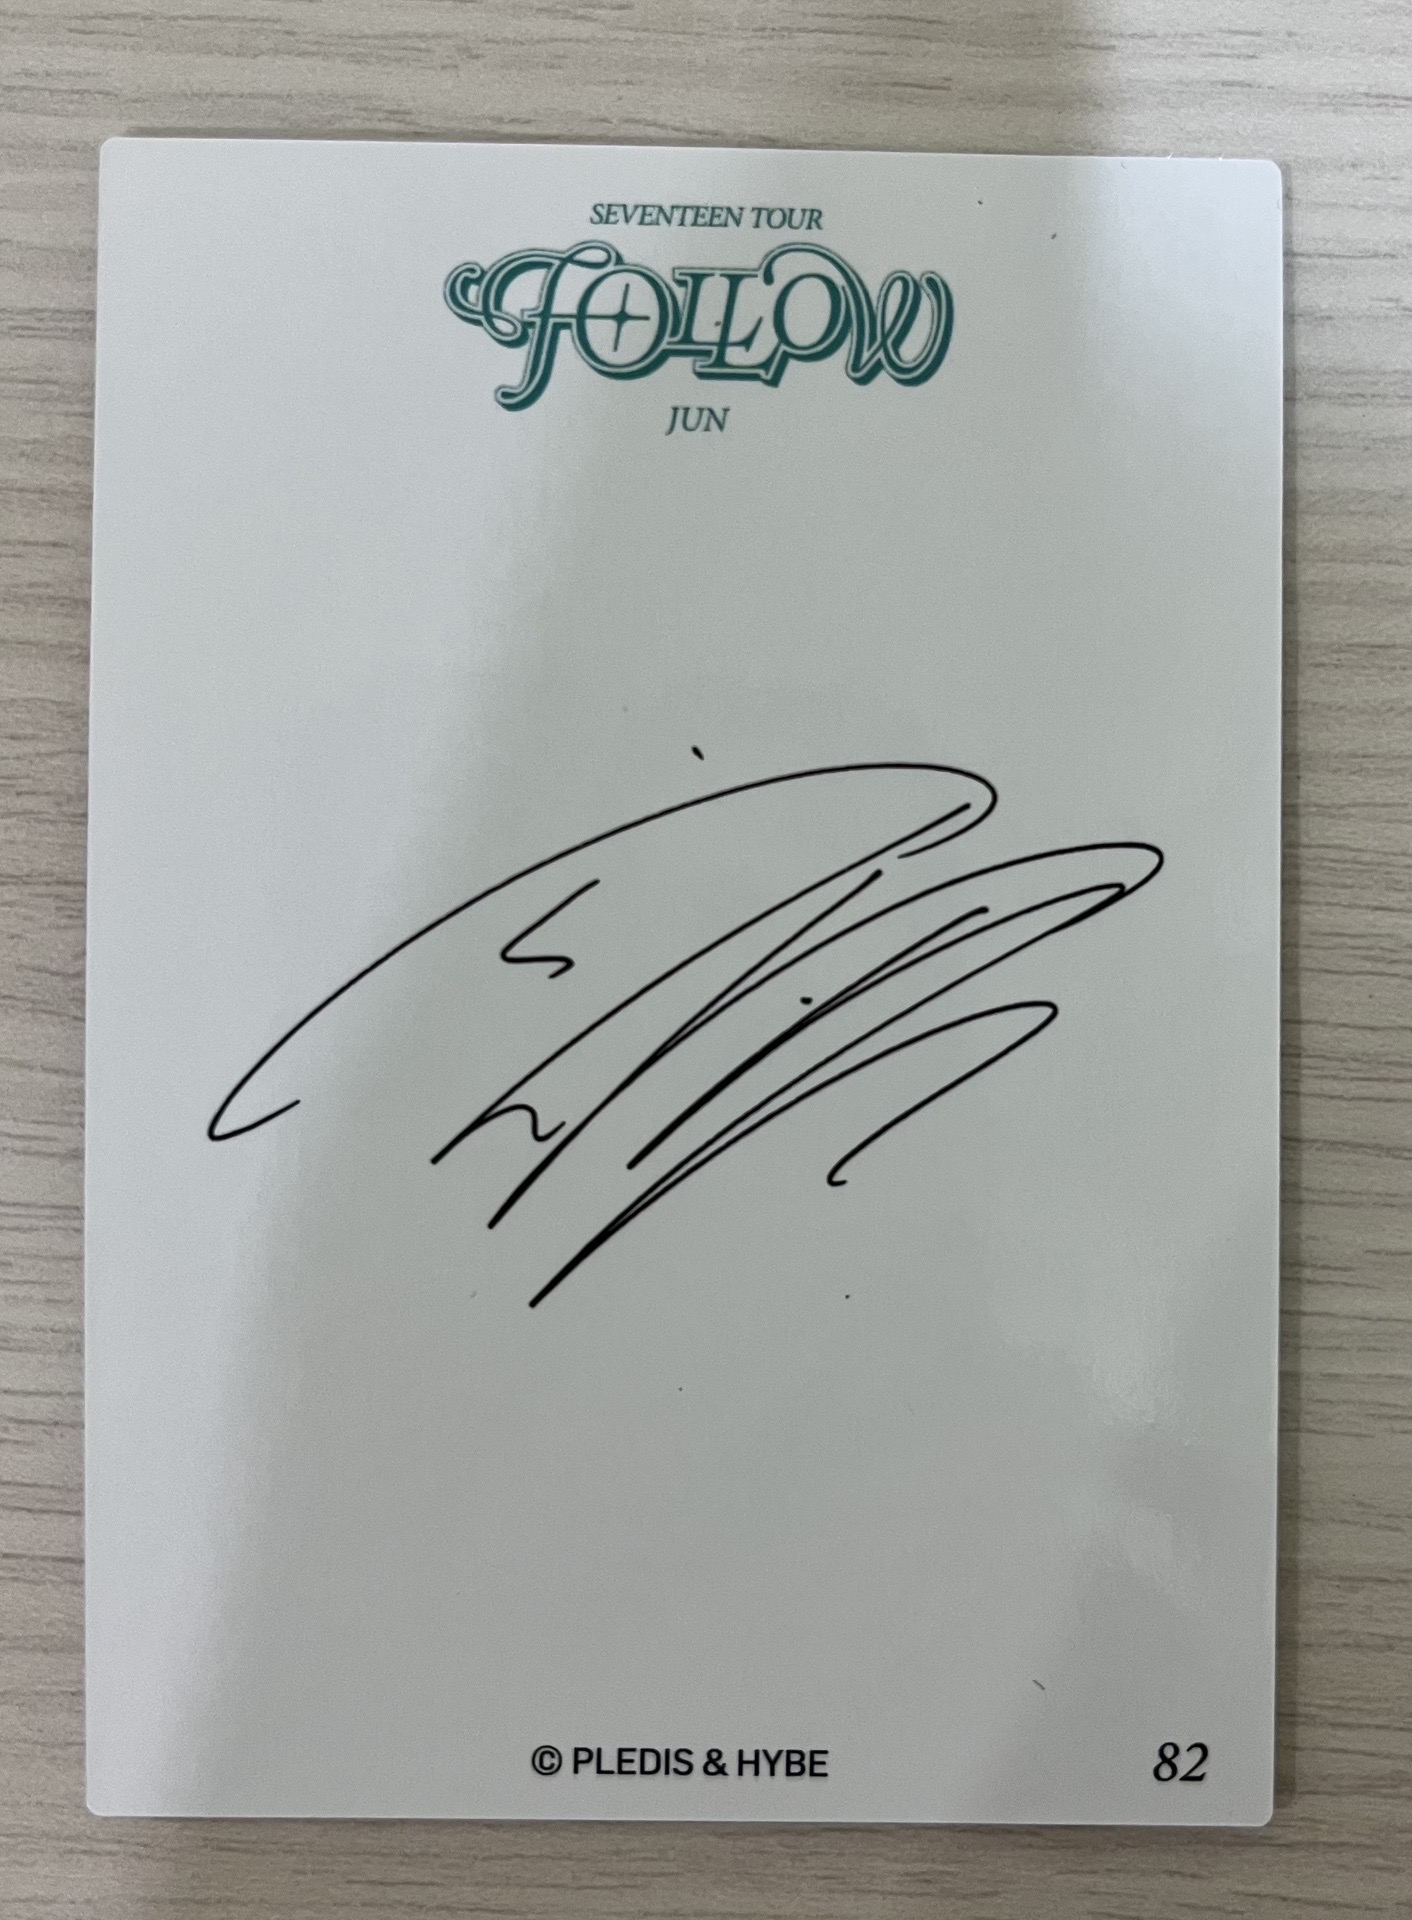 SEVENTEEN TOUR
FOLLOW
JUN
© PLEDIS & HYBE
82